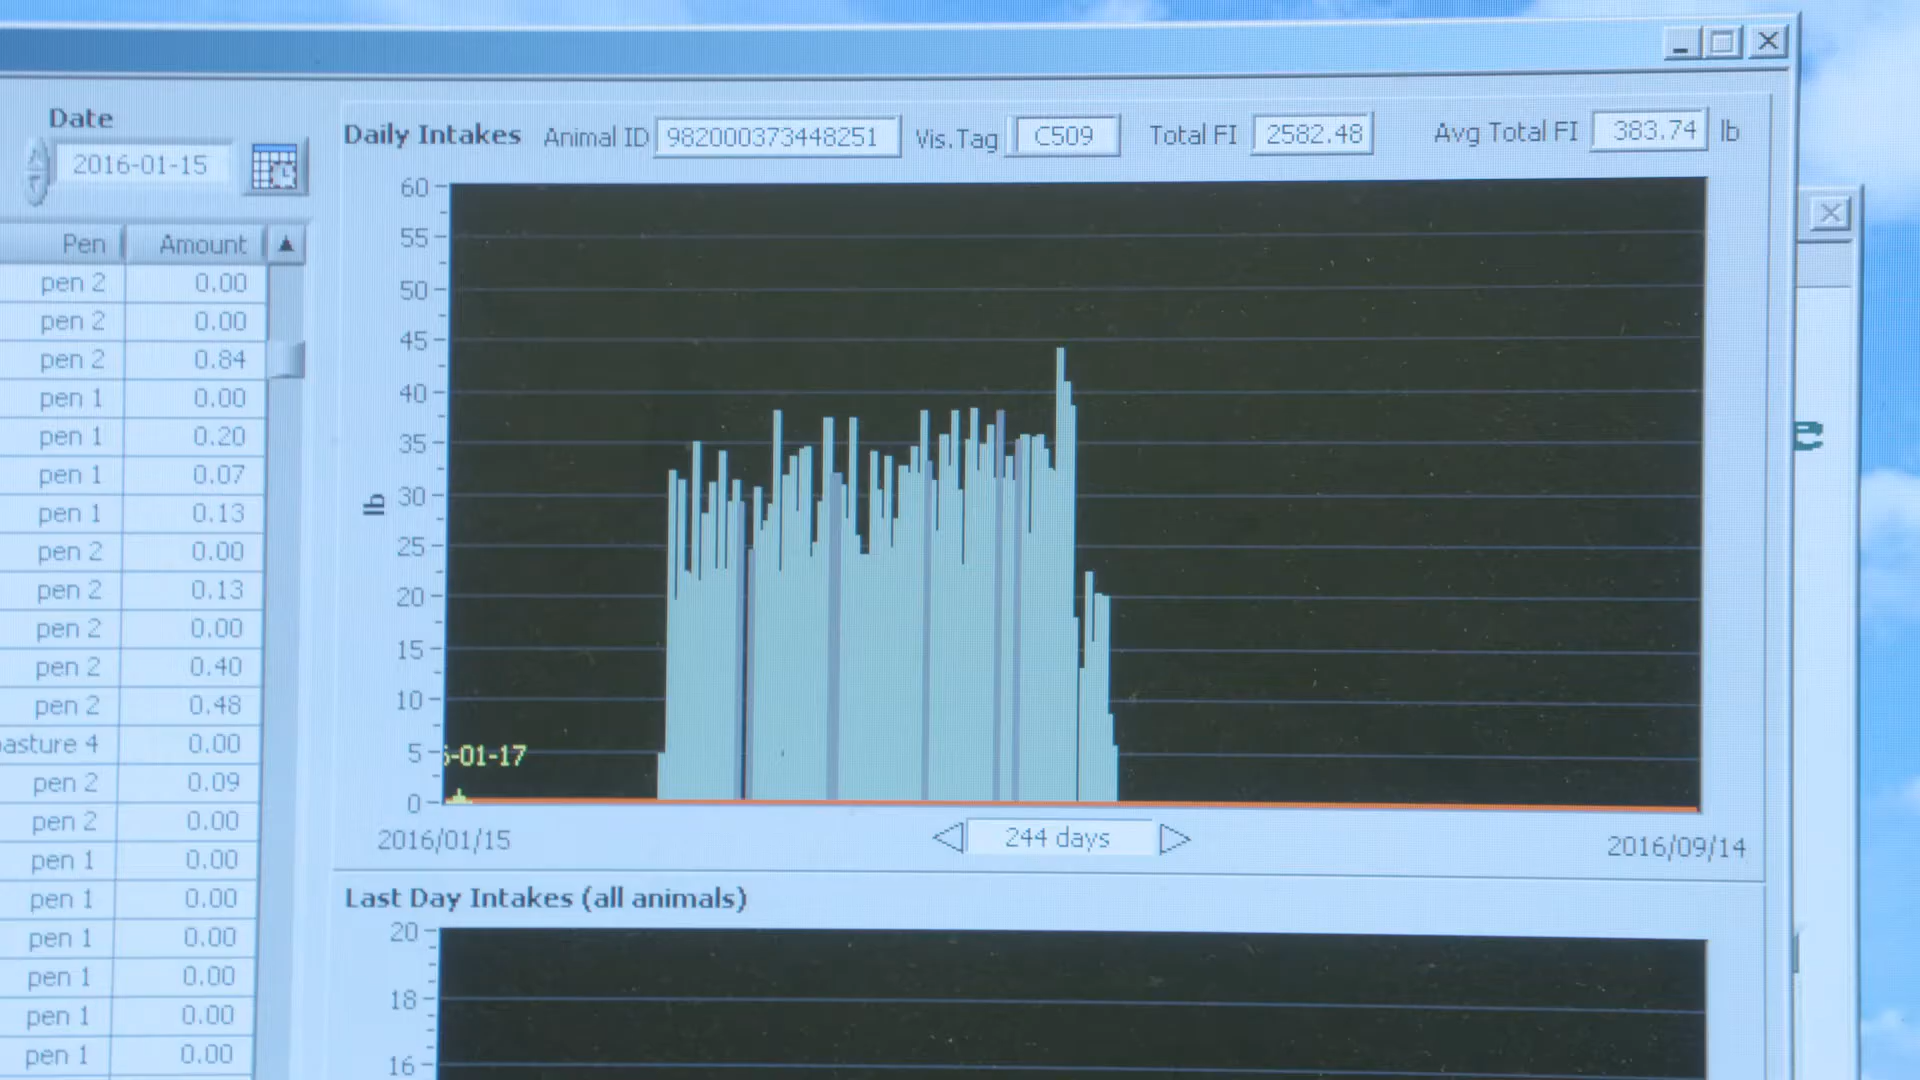 Date
2016-01-15
Daily Intakes Animal ID 982000373448251 Vis.Tag C509 Total FI 2582.48 Avg Total FI 383.74 lb
Pen Amount
pen 2 0.00
pen 2 0.00
pen 2 0.84
pen 1 0.00
pen 1 0.20
pen 1 0.07
pen 1 0.13
pen 2 0.00
pen 2 0.13
pen 2 0.00
pen 2 0.40
pen 2 0.48
asture 4 0.00
pen 2 0.09
pen 2 0.00
pen 1 0.00
pen 1 0.00
pen 1 0.00
pen 1 0.00
pen 1 0.00
pen 1 0.00
60
55
50
45
40
35
30
25
20
15
10
5
0
lb
-01-17
2016/01/15 244 days 2016/09/14
Last Day Intakes (all animals)
20
18
16
e